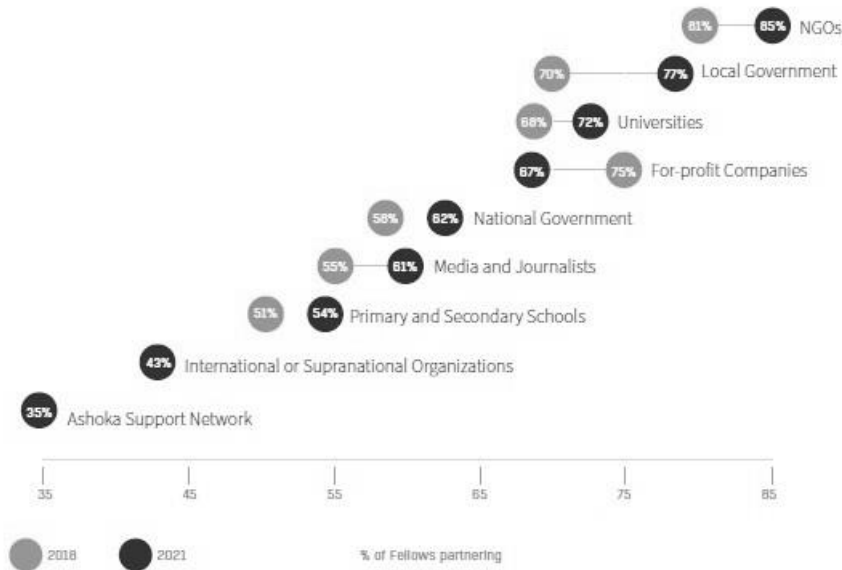 81% 85% NGOs
70% 77% Local Government
68% 72% Universities
67% 75% For-profit Companies
58% 62% National Government
55% 61% Media and Journalists
51% 54% Primary and Secondary Schools
43% International or Supranational Organizations
35% Ashoka Support Network
35 45 55 65 75 85
2018 2021 % of Fellows partnering